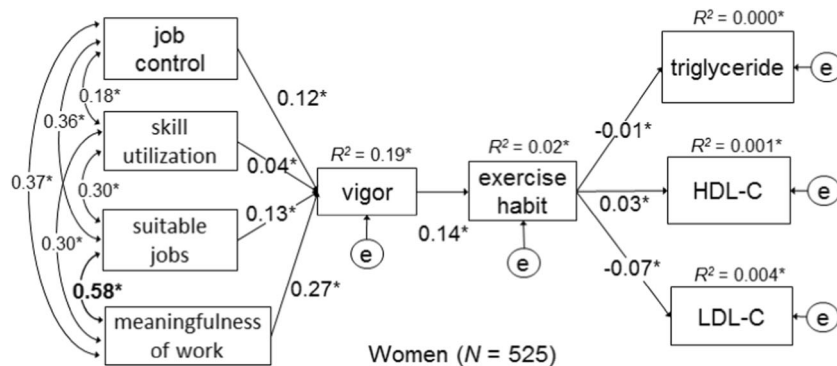 job
control
skill
utilization
suitable
jobs
meaningfulness
of work
0.18*
0.36*
0.37*
0.30*
0.30*
0.58*
0.12*
0.04*
0.13*
0.27*
R² = 0.19*
vigor
e
0.14*
R² = 0.02*
exercise
habit
e
-0.01*
0.03*
-0.07*
R² = 0.000*
triglyceride
e
R² = 0.001*
HDL-C
e
R² = 0.004*
LDL-C
e
Women (N = 525)